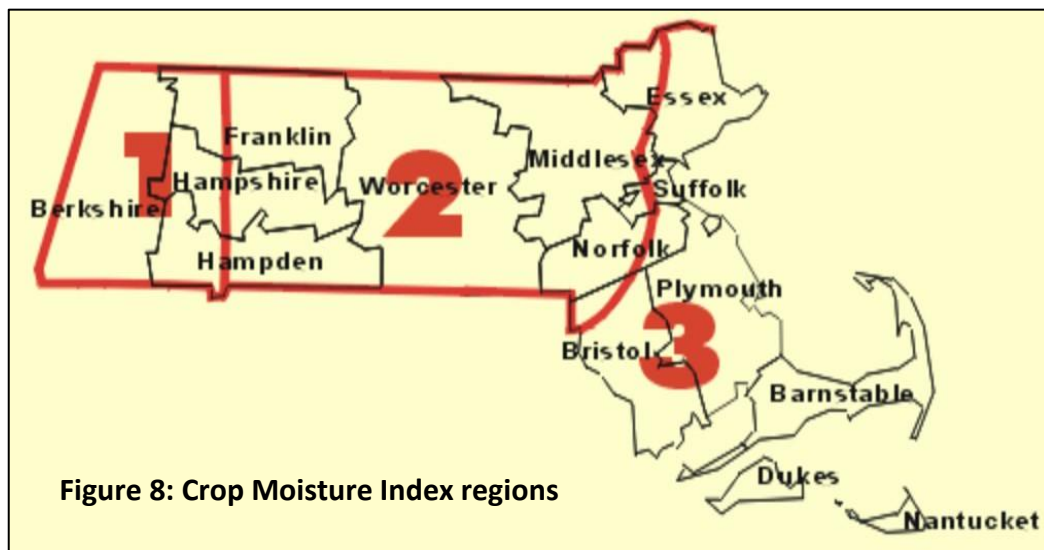 Essex
Franklin
1
Middlesex
Hampshire
2
Worcester
Suffolk
Berkshire
Norfolk
Hampden
Plymouth
3
Bristol
Barnstable
Dukes
Figure 8: Crop Moisture Index regions
Nantucket